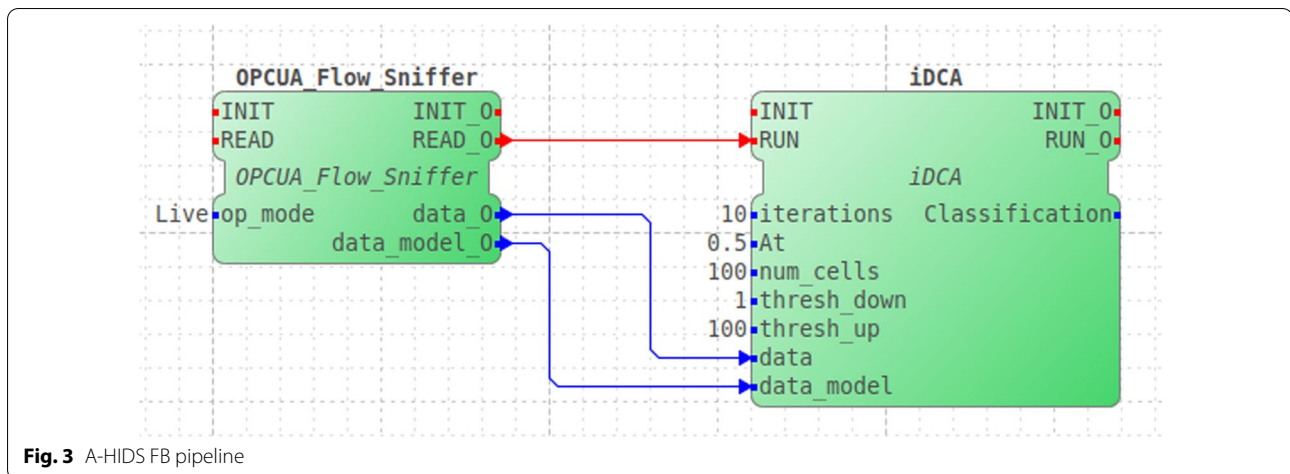 OPCUA_Flow_Sniffer iDCA
INIT INIT_O INIT INIT_O
READ READ_O RUN RUN_O
OPCUA_Flow_Sniffer iDCA
Live op_mode data_O 10 iterations Classification
data_model_O 0.5 At
100 num_cells
1 thresh_down
100 thresh_up
data
data_model
Fig. 3 A-HIDS FB pipeline